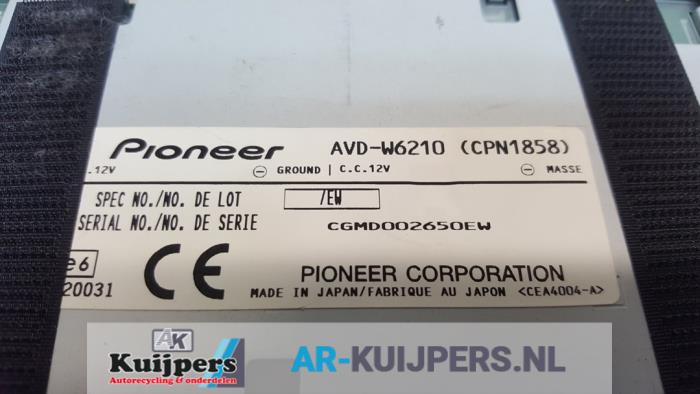 Pioneer AVD-W6210 (CPN1858)
.12V ⊖ GROUND | C.C.12V ⊖ MASSE
SPEC NO./NO. DE LOT /EW
SERIAL NO./NO. DE SERIE CGMD002650EW
e6 CE PIONEER CORPORATION
20031 MADE IN JAPAN/FABRIQUE AU JAPON <CEA4004-A>
AK
Kuijpers
Autorecycling & onderdelen
AR-KUIJPERS.NL